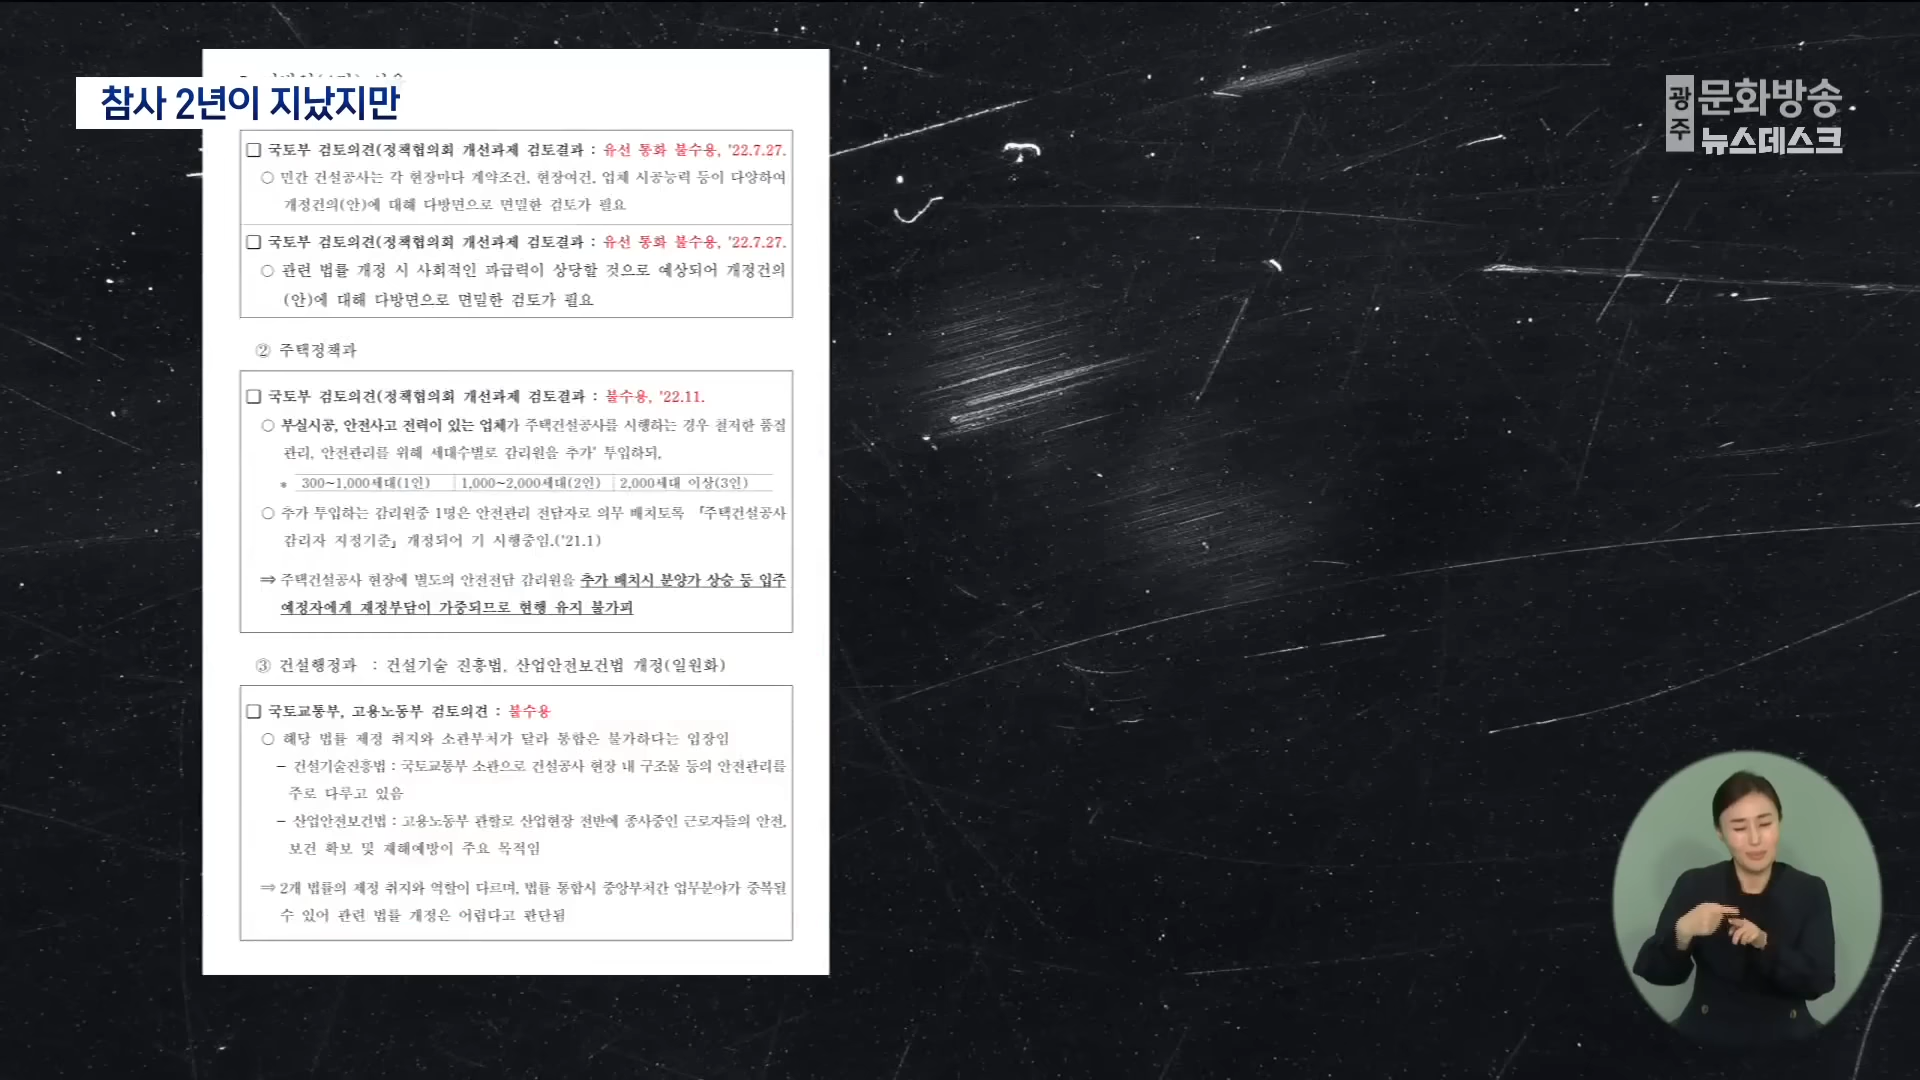 참사 2년이 지났지만
광주
문화방송
뉴스데스크
❏ 국토부 검토의견(정책협의회 개선과제 검토결과 : 유선 통화 불수용, '22.7.27.
○ 민간 건설공사는 각 현장마다 계약조건, 현장여건, 업체 시공능력 등이 다양하여
개정건의(안)에 대해 다방면으로 면밀한 검토가 필요
❏ 국토부 검토의견(정책협의회 개선과제 검토결과 : 유선 통화 불수용, '22.7.27.
○ 관련 법률 개정 시 사회적인 파급력이 상당할 것으로 예상되어 개정건의
(안)에 대해 다방면으로 면밀한 검토가 필요
② 주택정책과
❏ 국토부 검토의견(정책협의회 개선과제 검토결과 : 불수용, '22.11.
○ 부실시공, 안전사고 전력이 있는 업체가 주택건설공사를 시행하는 경우 철저한 품질
관리, 안전관리를 위해 세대수별로 감리원을 추가* 투입하되,
* 300~1,000세대(1인) 1,000~2,000세대(2인) 2,000세대 이상(3인)
○ 추가 투입하는 감리원중 1명은 안전관리 전담자로 의무 배치토록 「주택건설공사
감리자 지정기준」 개정되어 기 시행중임.('21.1)
⇒ 주택건설공사 현장에 별도의 안전전담 감리원을 추가 배치시 분양가 상승 등 입주
예정자에게 재정부담이 가중되므로 현행 유지 불가피
③ 건설행정과 : 건설기술 진흥법, 산업안전보건법 개정(일원화)
❏ 국토교통부, 고용노동부 검토의견 : 불수용
○ 해당 법률 제정 취지와 소관부처가 달라 통합은 불가하다는 입장임
- 건설기술진흥법 : 국토교통부 소관으로 건설공사 현장 내 구조물 등의 안전관리를
주로 다루고 있음
- 산업안전보건법 : 고용노동부 관할로 산업현장 전반에 종사중인 근로자들의 안전,
보건 확보 및 재해예방이 주요 목적임
⇒ 2개 법률의 제정 취지와 역할이 다르며, 법률 통합시 중앙부처간 업무분야가 중복될
수 있어 관련 법률 개정은 어렵다고 판단됨